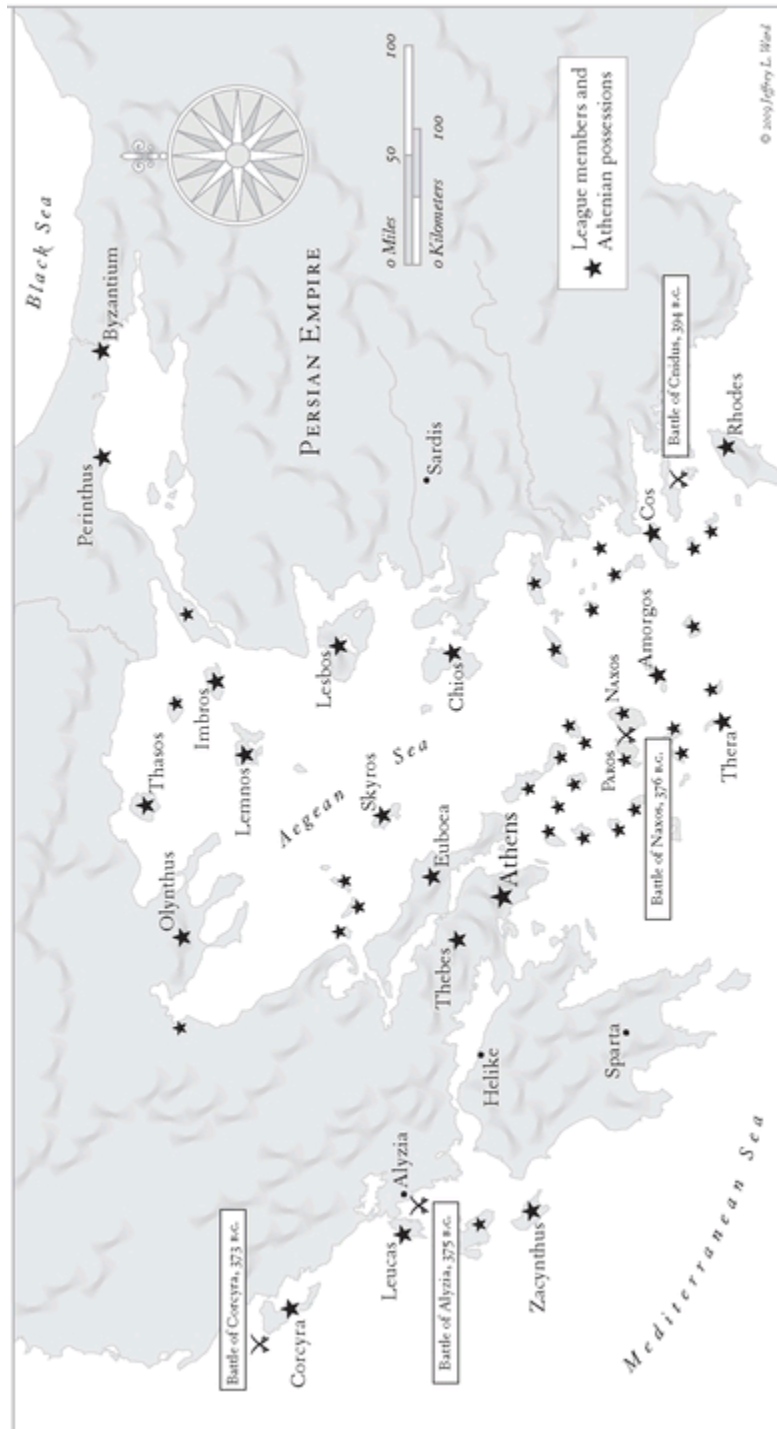 Black Sea
Byzantium
Perinthus
PERSIAN EMPIRE
Thasos
Imbros
Lemnos
Olynthus
Lesbos
Aegean Sea
Skyros
Chios
Sardis
Euboea
Thebes
Athens
Helike
Sparta
Alyzia
Leucas
Corcyra
Zacynthus
Battle of Corcyra, 373 B.C.
Battle of Alyzia, 375 B.C.
Battle of Naxos, 376 B.C.
Battle of Cnidus, 394 B.C.
PAROS
NAXOS
Amorgos
Thera
Cos
Rhodes
Mediterranean Sea
0 Miles 50 100
0 Kilometers 100
League members and
Athenian possessions
© 2009 Jeffrey L. Ward